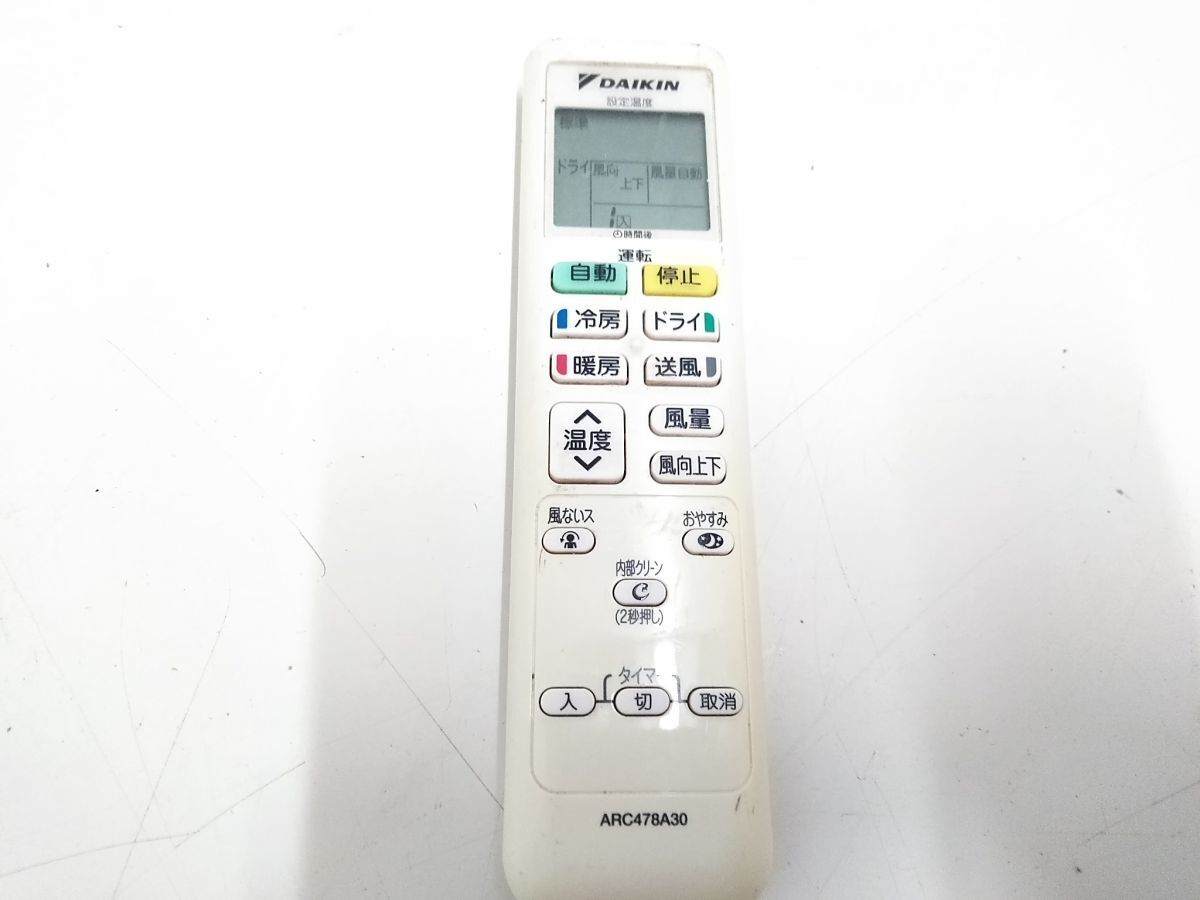 DAIKIN
設定温度
標準
ドライ 風向 風量自動
上下
1 入
時間後
運転
自動 停止
冷房 ドライ
暖房 送風
温度 風量
風向上下
風ないス おやすみ
内部クリーン
(2秒押し)
タイマー
入 切 取消
ARC478A30